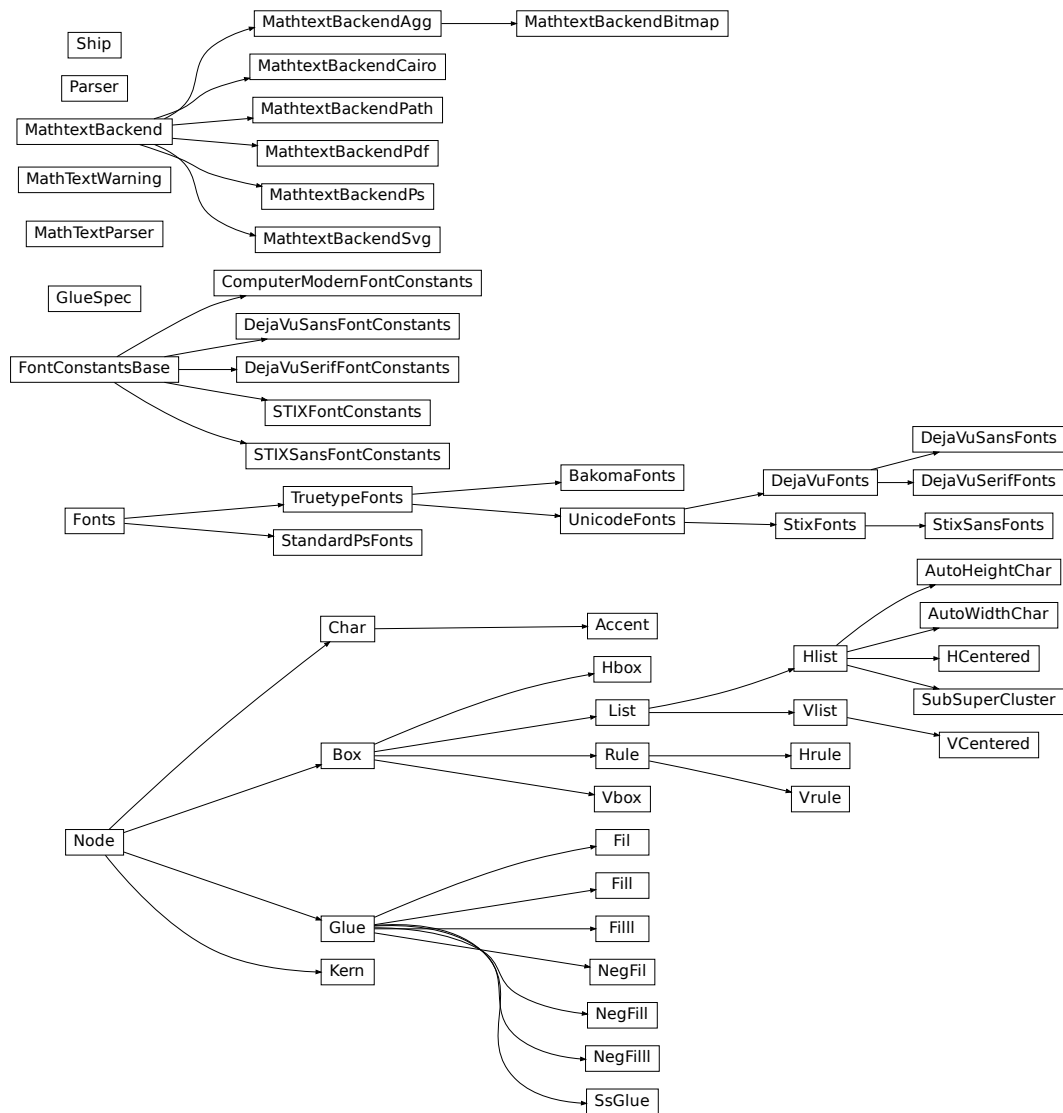 Ship
Parser
MathtextBackend
MathTextWarning
MathTextParser
GlueSpec
MathtextBackendAgg
MathtextBackendBitmap
MathtextBackendCairo
MathtextBackendPath
MathtextBackendPdf
MathtextBackendPs
MathtextBackendSvg
FontConstantsBase
ComputerModernFontConstants
DejaVuSansFontConstants
DejaVuSerifFontConstants
STIXFontConstants
STIXSansFontConstants
Fonts
TruetypeFonts
StandardPsFonts
BakomaFonts
UnicodeFonts
DejaVuFonts
StixFonts
DejaVuSansFonts
DejaVuSerifFonts
StixSansFonts
Node
Char
Box
Glue
Kern
Accent
Hbox
List
Rule
Vbox
Hlist
Vlist
Hrule
Vrule
AutoHeightChar
AutoWidthChar
HCentered
SubSuperCluster
VCentered
Fil
Fill
Filll
NegFil
NegFill
NegFilll
SsGlue